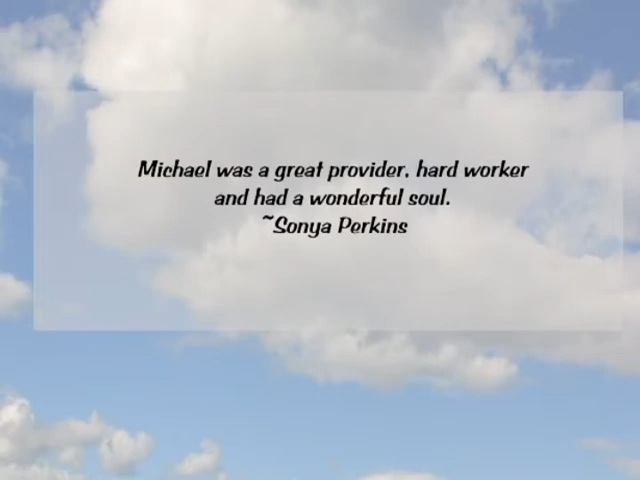 Michael was a great provider, hard worker
and had a wonderful soul.
~Sonya Perkins